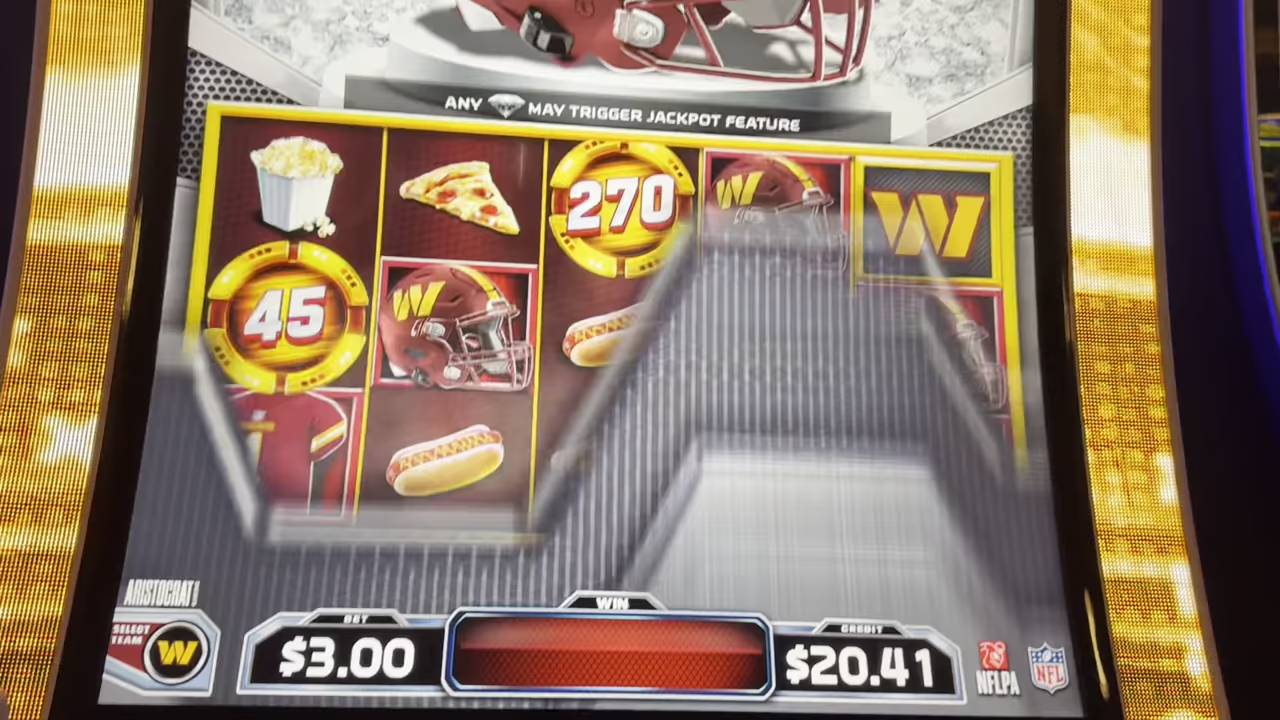 ANY MAY TRIGGER JACKPOT FEATURE
270
W
W
45
W
ARISTOCRAT
SELECT
TEAM
W
BET
$3.00
WIN
CREDIT
$20.41
NFLPA
NFL